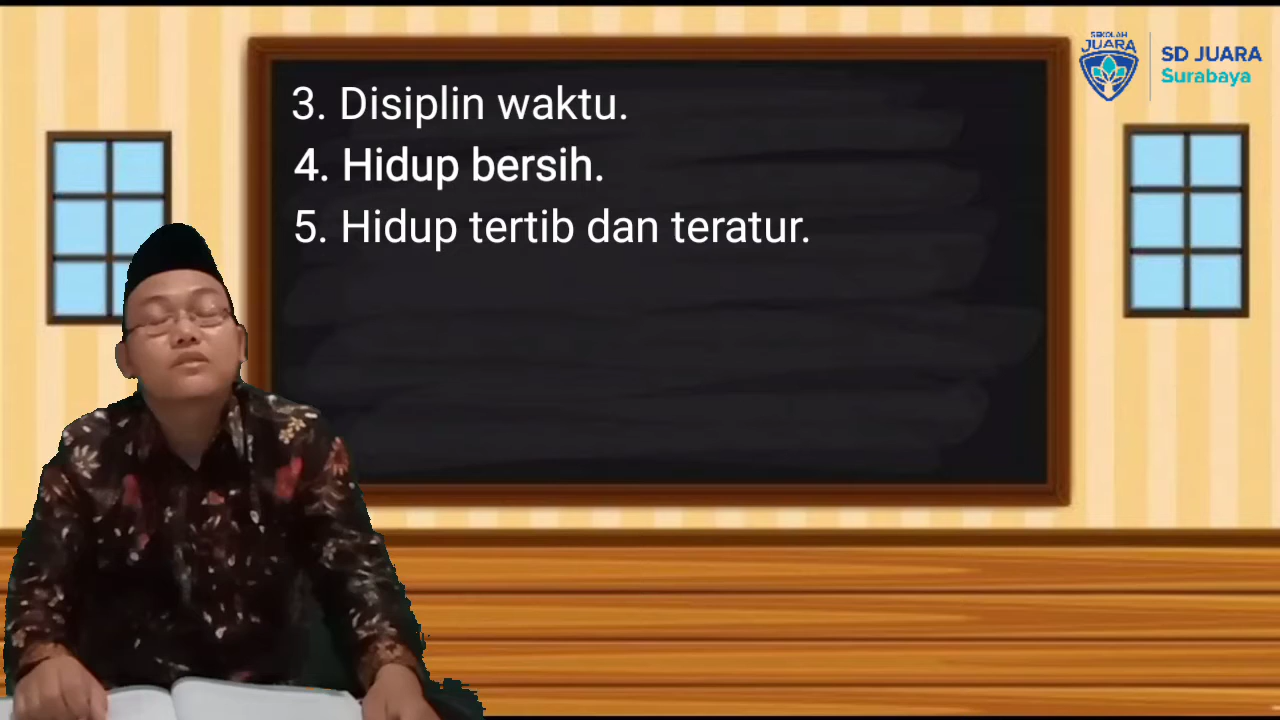 3. Disiplin waktu.
4. Hidup bersih.
5. Hidup tertib dan teratur.
SEKOLAH
JUARA
SD JUARA
Surabaya